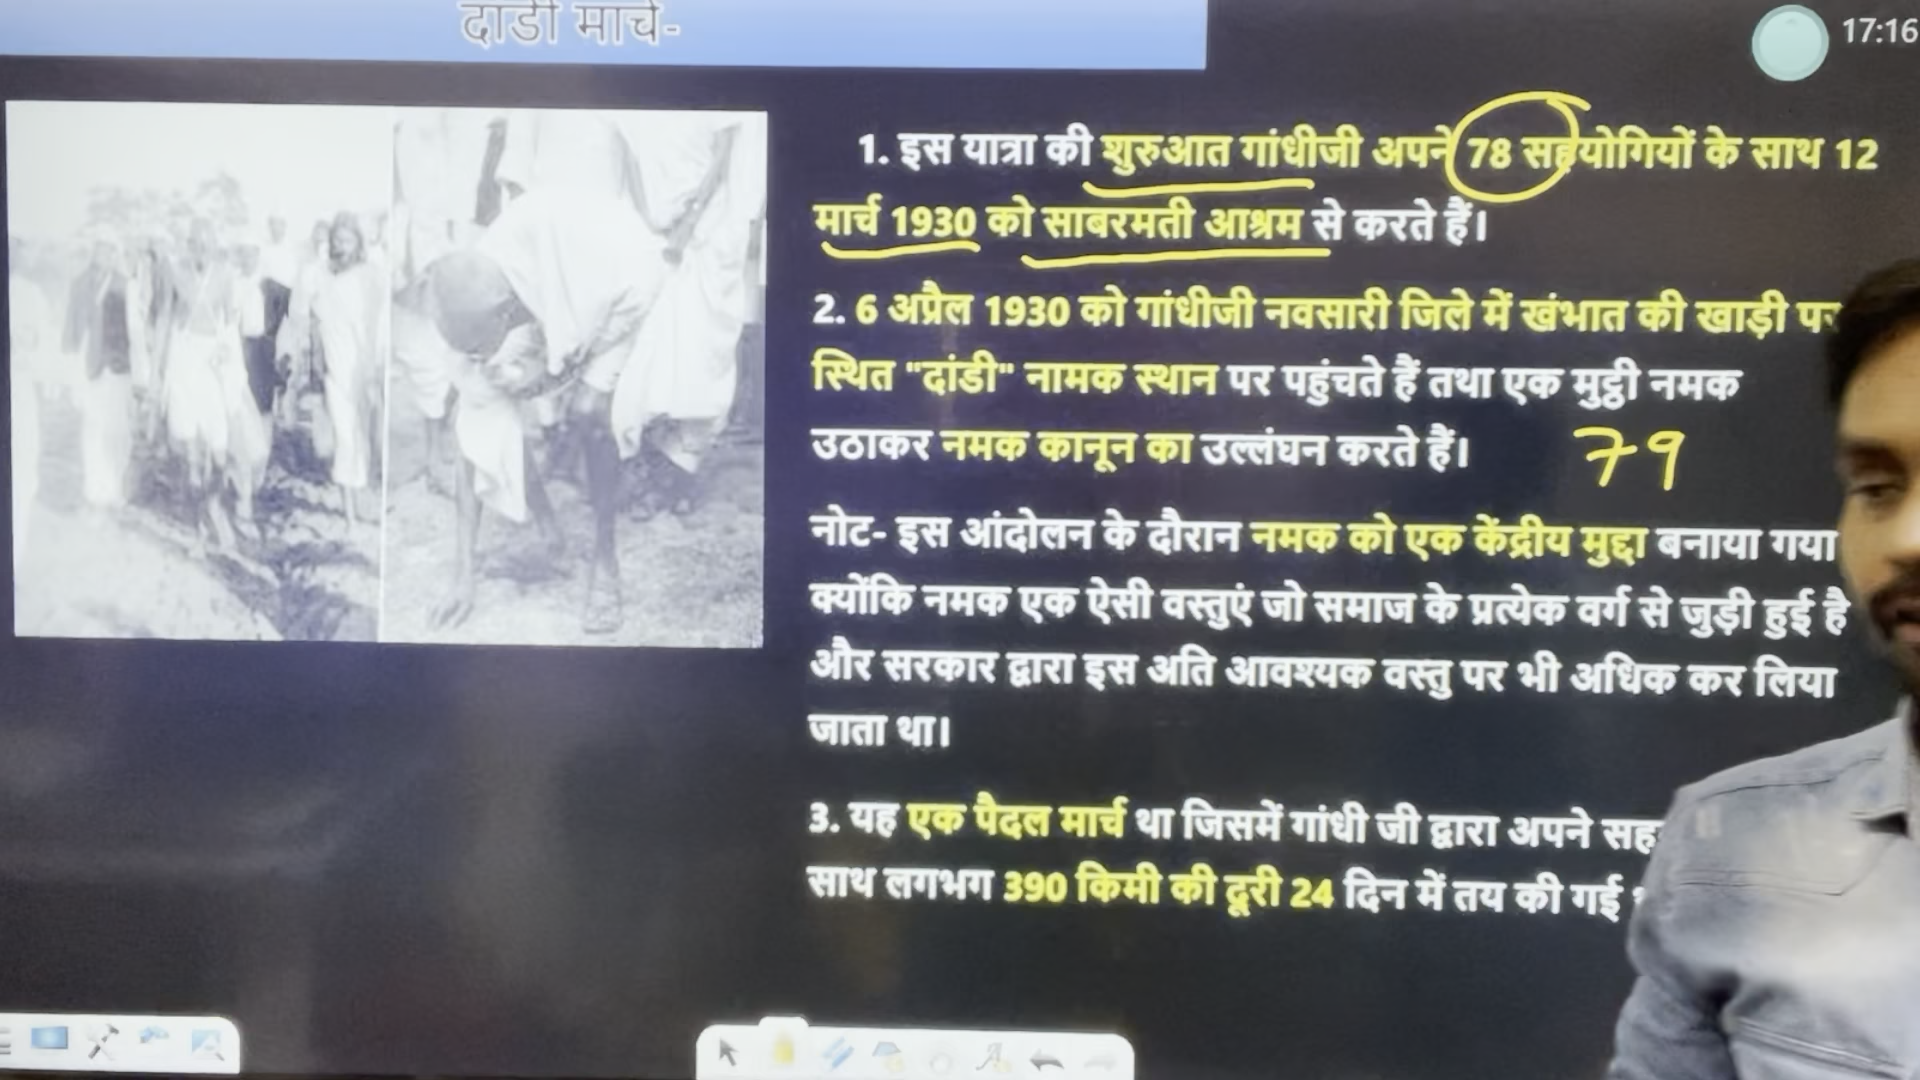 दांडी मार्च-
17:16
1. इस यात्रा की शुरुआत गांधीजी अपने 78 सहयोगियों के साथ 12
मार्च 1930 को साबरमती आश्रम से करते हैं।
2. 6 अप्रैल 1930 को गांधीजी नवसारी जिले में खंभात की खाड़ी पर
स्थित "दांडी" नामक स्थान पर पहुंचते हैं तथा एक मुट्ठी नमक
उठाकर नमक कानून का उल्लंघन करते हैं।
79
नोट- इस आंदोलन के दौरान नमक को एक केंद्रीय मुद्दा बनाया गया
क्योंकि नमक एक ऐसी वस्तुएं जो समाज के प्रत्येक वर्ग से जुड़ी हुई है
और सरकार द्वारा इस अति आवश्यक वस्तु पर भी अधिक कर लिया
जाता था।
3. यह एक पैदल मार्च था जिसमें गांधी जी द्वारा अपने
साथ लगभग 390 किमी की दूरी 24 दिन में तय की गई